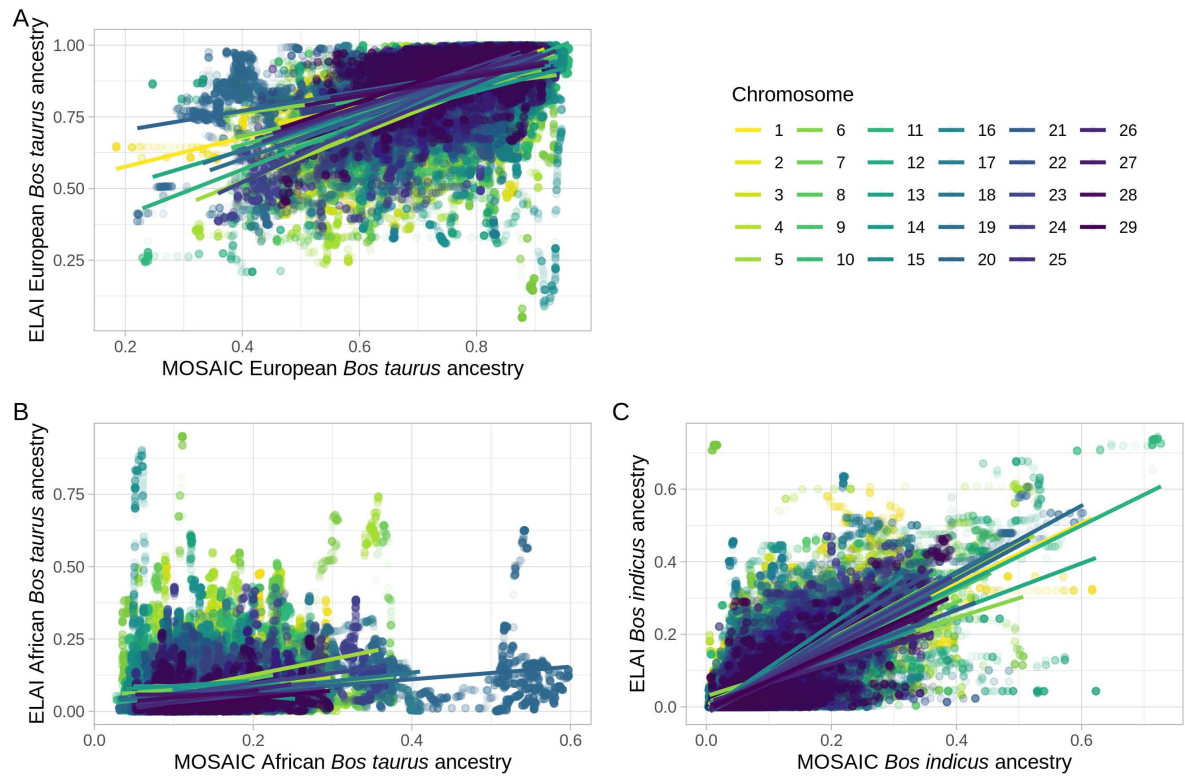 A
ELAI European Bos taurus ancestry
1.00
0.75
0.50
0.25
0.2 0.4 0.6 0.8
MOSAIC European Bos taurus ancestry
Chromosome
1 6 11 16 21 26
2 7 12 17 22 27
3 8 13 18 23 28
4 9 14 19 24 29
5 10 15 20 25
B
ELAI African Bos taurus ancestry
0.75
0.50
0.25
0.00
0.0 0.2 0.4 0.6
MOSAIC African Bos taurus ancestry
C
ELAI Bos indicus ancestry
0.6
0.4
0.2
0.0
0.0 0.2 0.4 0.6
MOSAIC Bos indicus ancestry